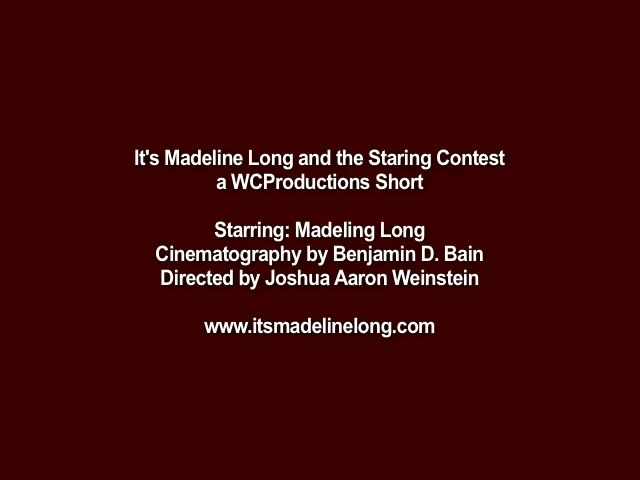 It's Madeline Long and the Staring Contest
a WCProductions Short
Starring: Madeling Long
Cinematography by Benjamin D. Bain
Directed by Joshua Aaron Weinstein
www.itsmadelinelong.com